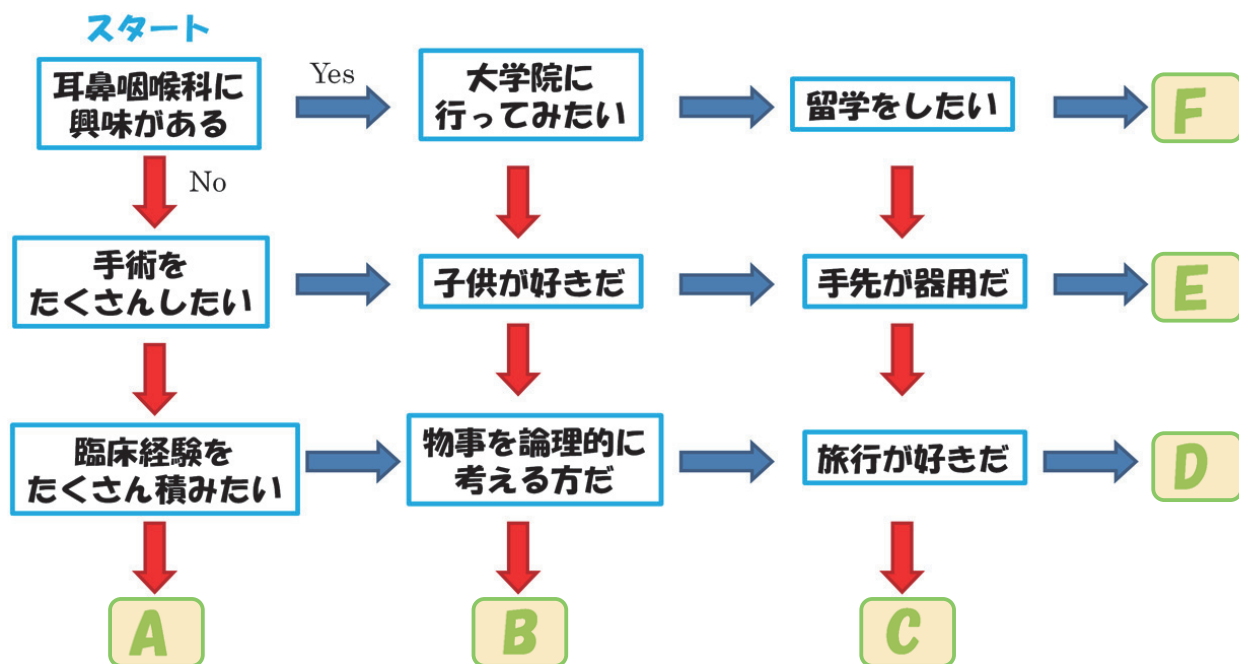 スタート
耳鼻咽喉科に
興味がある
Yes
大学院に
行ってみたい
留学をしたい
F
No
手術を
たくさんしたい
子供が好きだ
手先が器用だ
E
臨床経験を
たくさん積みたい
物事を論理的に
考える方だ
旅行が好きだ
D
A
B
C